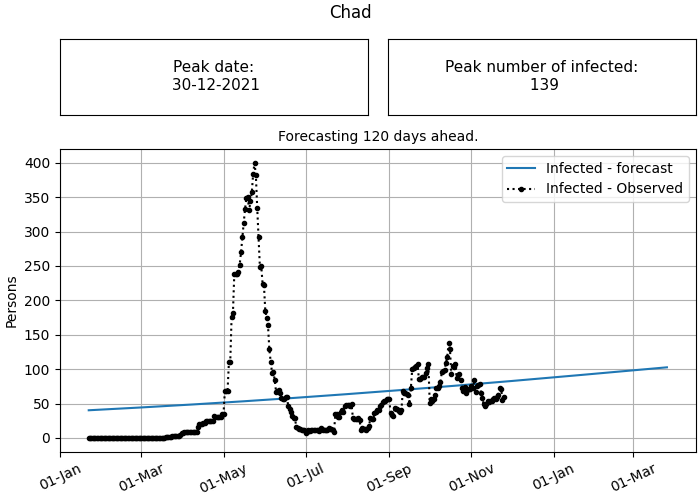 Chad
Peak date:
30-12-2021
Peak number of infected:
139
Forecasting 120 days ahead.
Infected - forecast
Infected - Observed
Persons
400
350
300
250
200
150
100
50
0
01-Jan
01-Mar
01-May
01-Jul
01-Sep
01-Nov
01-Jan
01-Mar